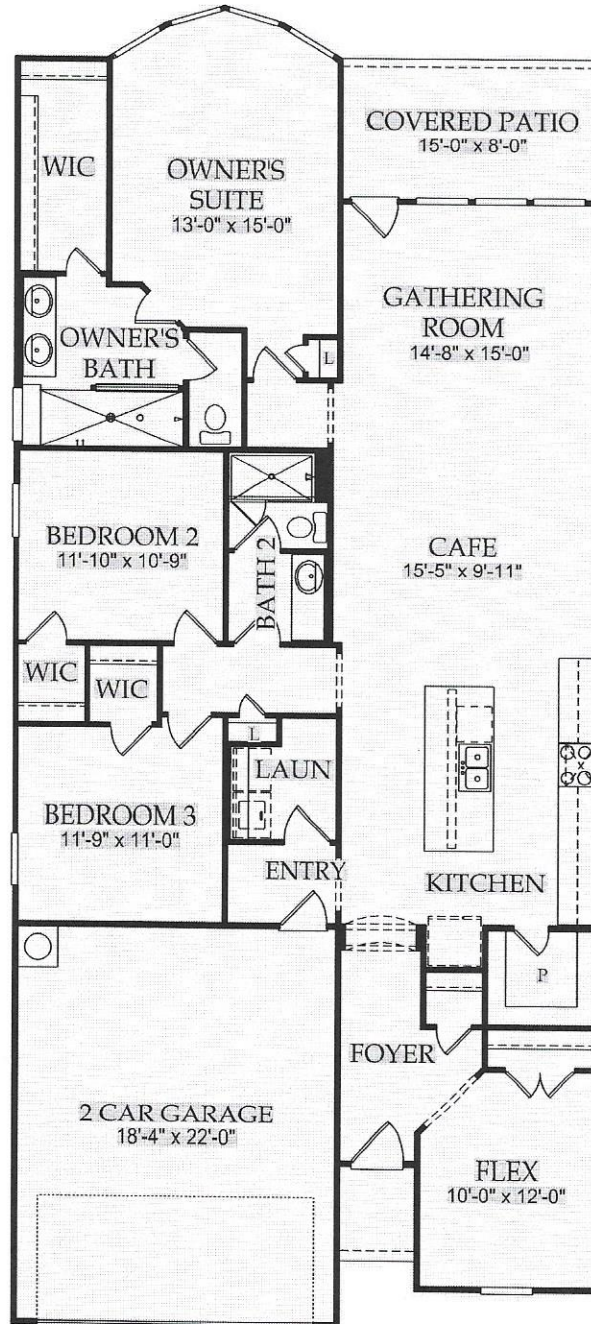 COVERED PATIO
15'-0" x 8'-0"
WIC
OWNER'S
SUITE
13'-0" x 15'-0"
GATHERING
ROOM
14'-8" x 15'-0"
OWNER'S
BATH
L
BEDROOM 2
11'-10" x 10'-9"
BATH 2
CAFE
15'-5" x 9'-11"
WIC
WIC
L
LAUN
BEDROOM 3
11'-9" x 11'-0"
ENTRY
KITCHEN
P
FOYER
2 CAR GARAGE
18'-4" x 22'-0"
FLEX
10'-0" x 12'-0"